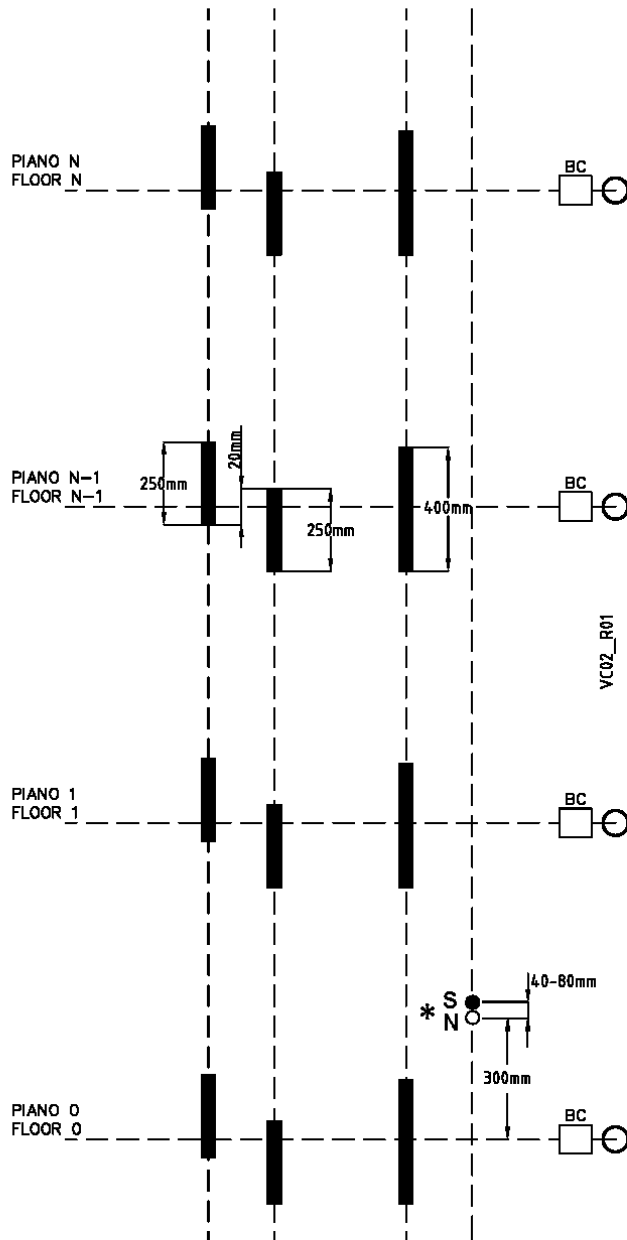 PIANO N
FLOOR N
BC
PIANO N-1
FLOOR N-1
250mm
20mm
250mm
400mm
BC
VC02_R01
PIANO 1
FLOOR 1
BC
40-80mm
* S
N
300mm
PIANO 0
FLOOR 0
BC